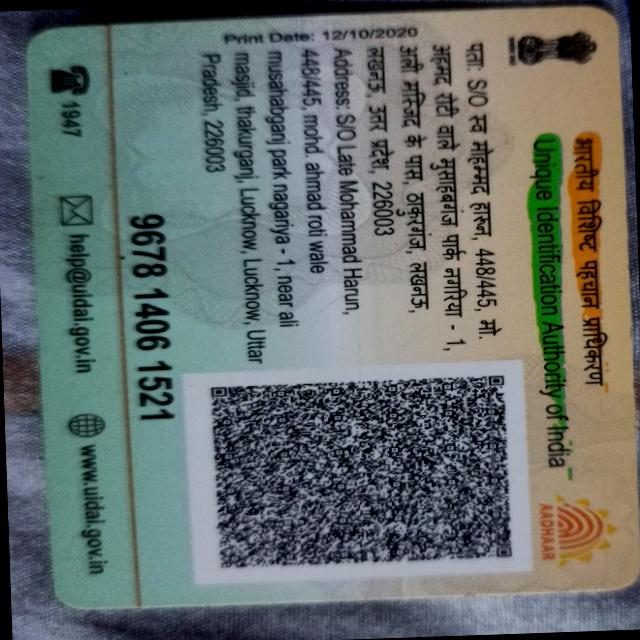 भारतीय विशिष्ट पहचान प्राधिकरण
Unique Identification Authority of India
AADHAAR
Print Date: 12/10/2020
पता: S/O स्व मोहम्मद हारून, 448/445, मो.
अहमद रोटी वाले मुसाहबगंज पार्क नगरिया - 1,
अली मस्जिद के पास, ठाकुरगंज, लखनऊ,
लखनऊ, उत्तर प्रदेश, 226003
Address: S/O Late Mohammad Harun,
448/445, mohd, ahmal roti wale
musahabganj park nagariya - 1, near ali
masjid, thakurganj, Lucknow, Lucknow, Uttar
Pradesh, 226003
9678 1406 1521
1947
help@uidai.gov.in
www.uidai.gov.in